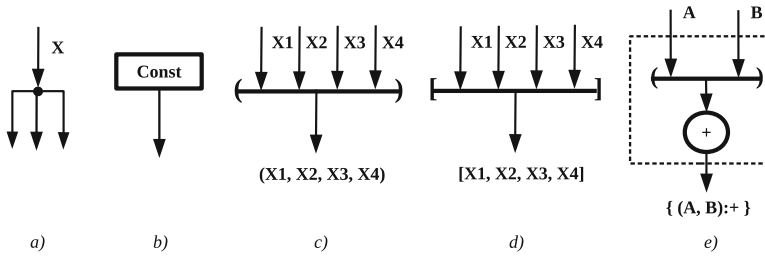 X
Const
X1 X2 X3 X4
(X1, X2, X3, X4)
X1 X2 X3 X4
[X1, X2, X3, X4]
A B
+
{ (A, B):+ }
a) b) c) d) e)